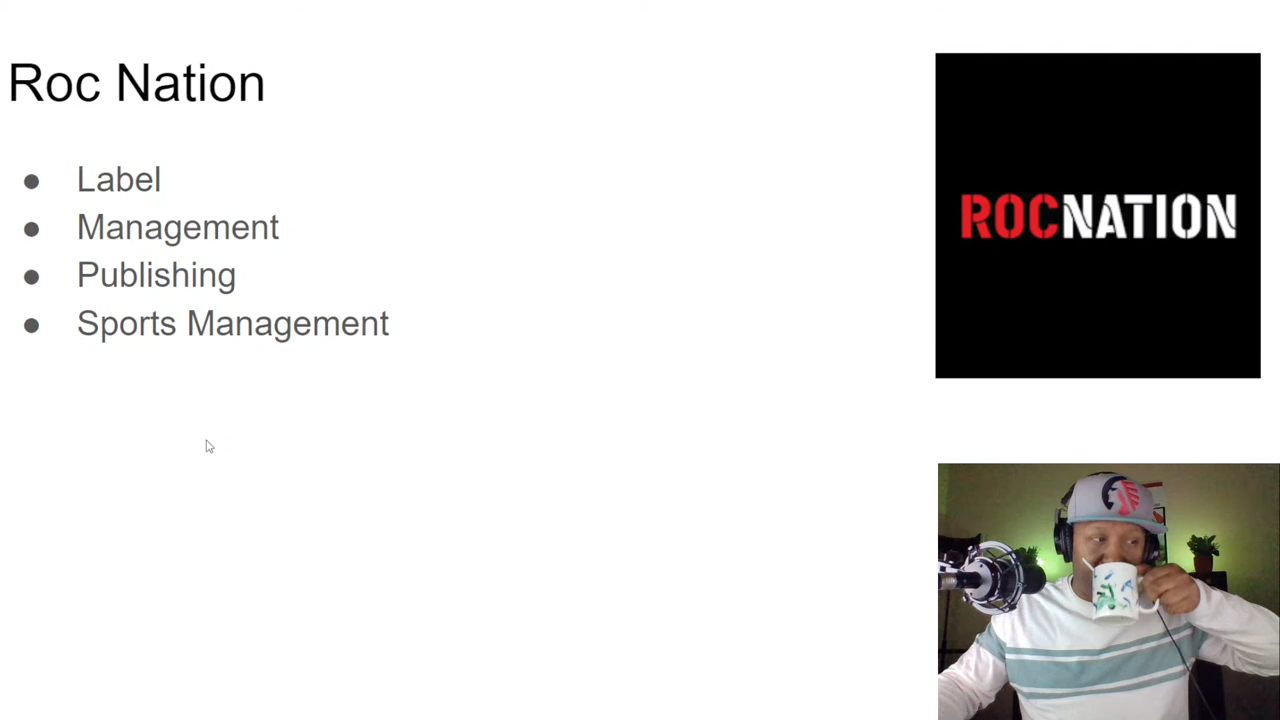 Roc Nation
Label
Management
Publishing
Sports Management
ROCNATION